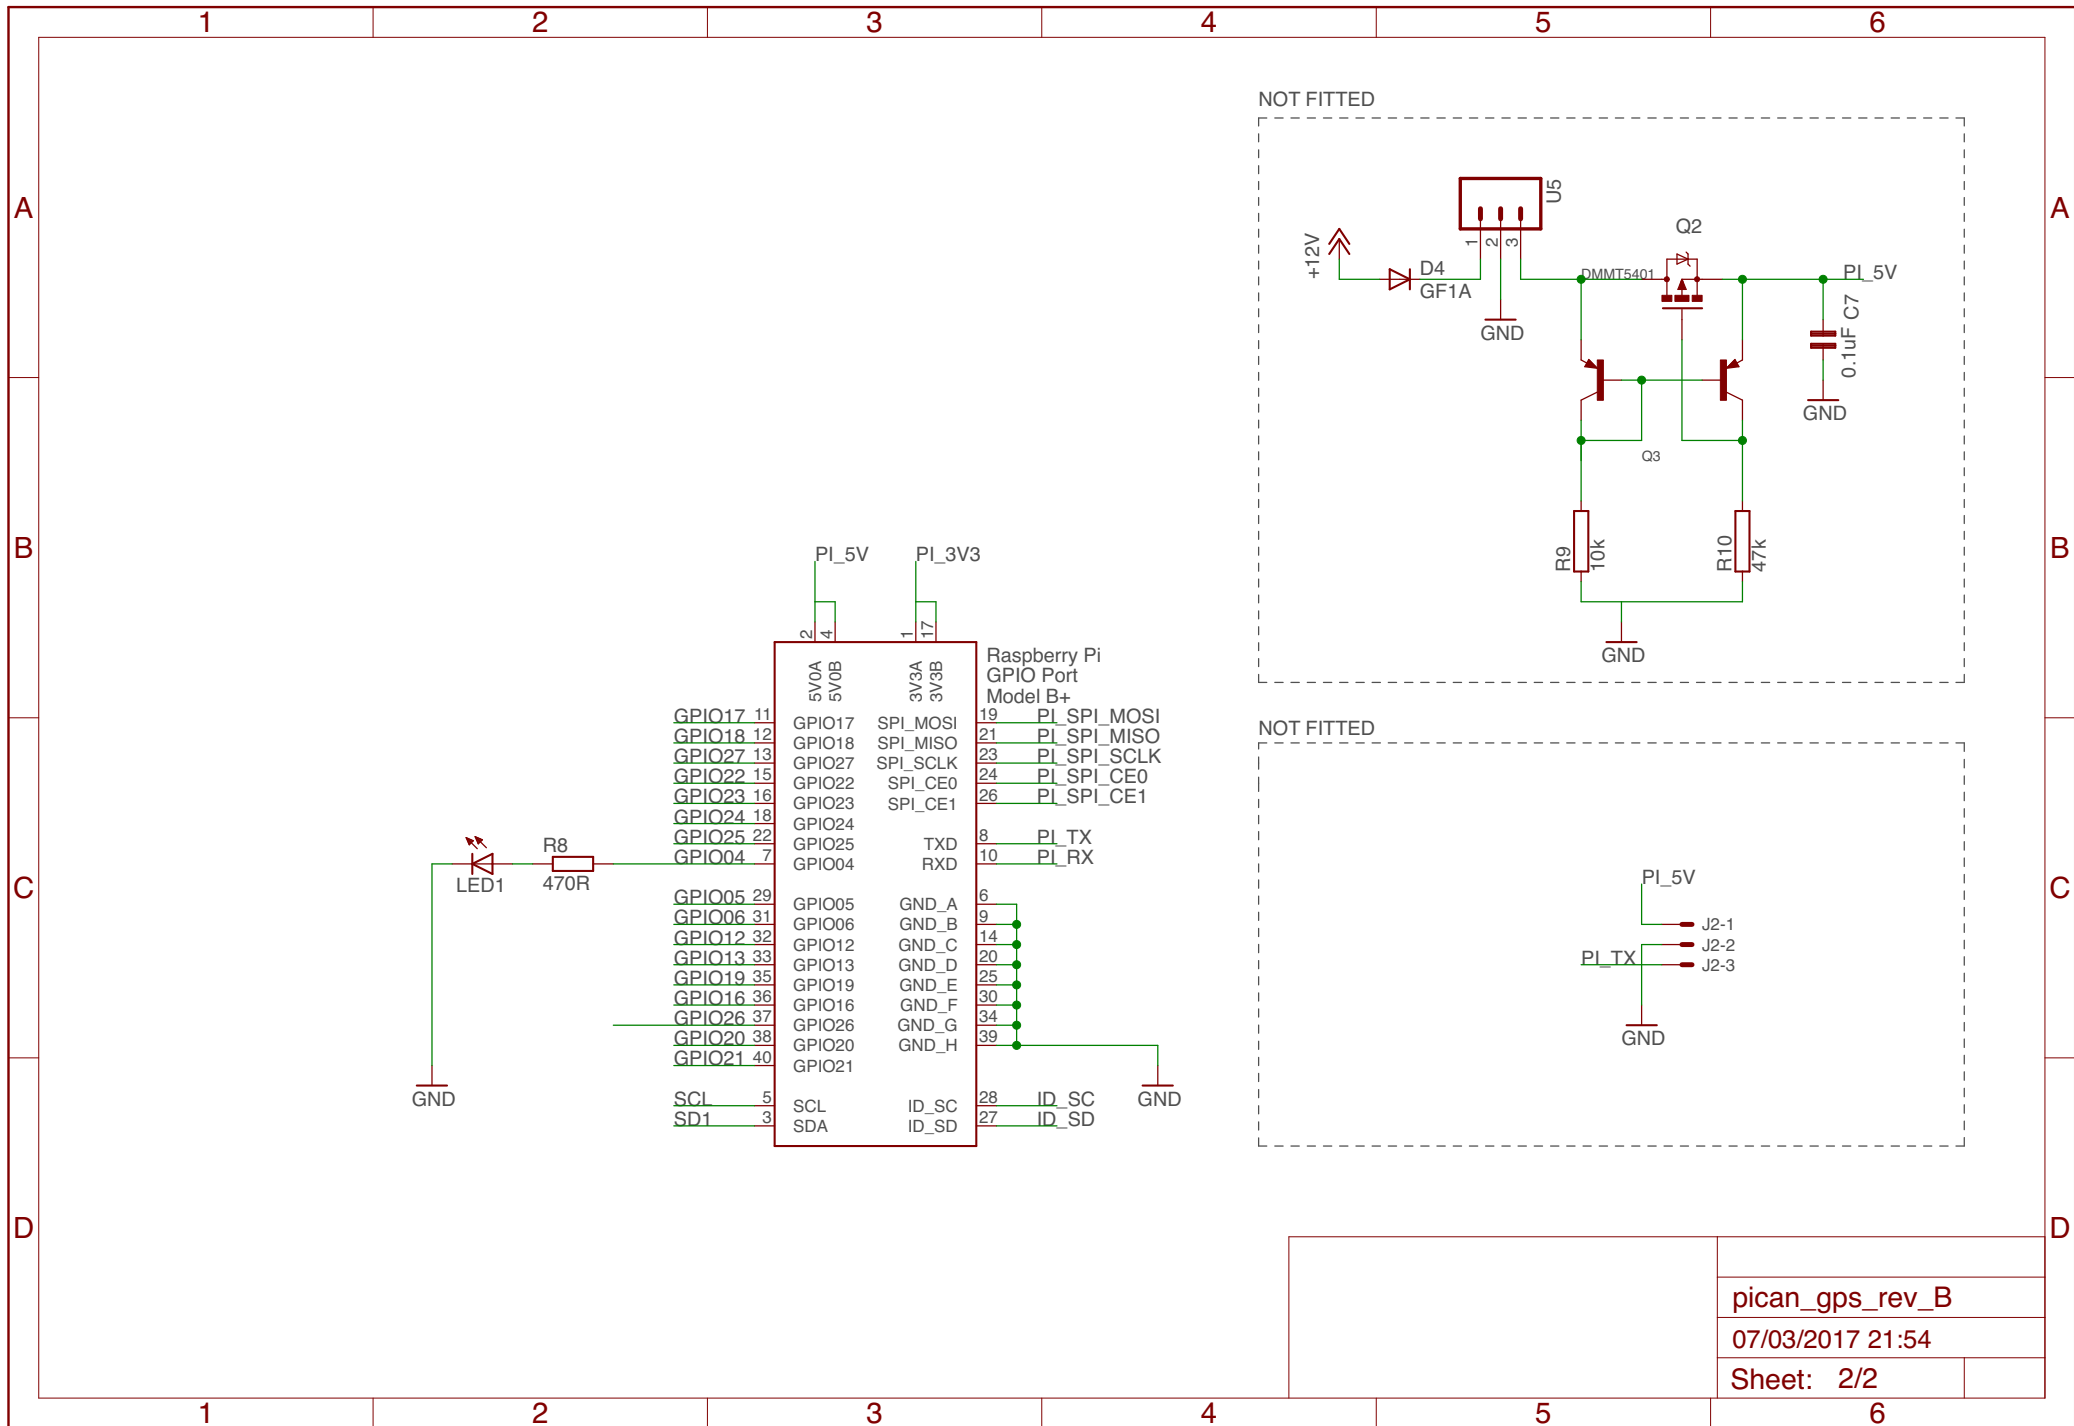 1 2 3 4 5 6
A A
B B
C C
D D
NOT FITTED
U5
1
2
3
+12V
D4
GF1A
GND
DMMT5401
Q2
PI_5V
0.1uF C7
GND
Q3
R9
10k
R10
47k
GND
PI_5V
PI_3V3
2
4
1
17
5V0A
5V0B
3V3A
3V3B
Raspberry Pi
GPIO Port
Model B+
GPIO17 11 GPIO17 SPI_MOSI 19 PI_SPI_MOSI
GPIO18 12 GPIO18 SPI_MISO 21 PI_SPI_MISO
GPIO27 13 GPIO27 SPI_SCLK 23 PI_SPI_SCLK
GPIO22 15 GPIO22 SPI_CE0 24 PI_SPI_CE0
GPIO23 16 GPIO23 SPI_CE1 26 PI_SPI_CE1
GPIO24 18 GPIO24
GPIO25 22 GPIO25 TXD 8 PI_TX
GPIO04 7 GPIO04 RXD 10 PI_RX
R8
470R
LED1
GPIO05 29 GPIO05 GND_A 6
GPIO06 31 GPIO06 GND_B 9
GPIO12 32 GPIO12 GND_C 14
GPIO13 33 GPIO13 GND_D 20
GPIO19 35 GPIO19 GND_E 25
GPIO16 36 GPIO16 GND_F 30
GPIO26 37 GPIO26 GND_G 34
GPIO20 38 GPIO20 GND_H 39
GPIO21 40 GPIO21
GND
GND
SCL 5 SCL ID_SC 28 ID_SC
SD1 3 SDA ID_SD 27 ID_SD
NOT FITTED
PI_5V
J2-1
J2-2
PI_TX J2-3
GND
pican_gps_rev_B
07/03/2017 21:54
Sheet: 2/2
1 2 3 4 5 6